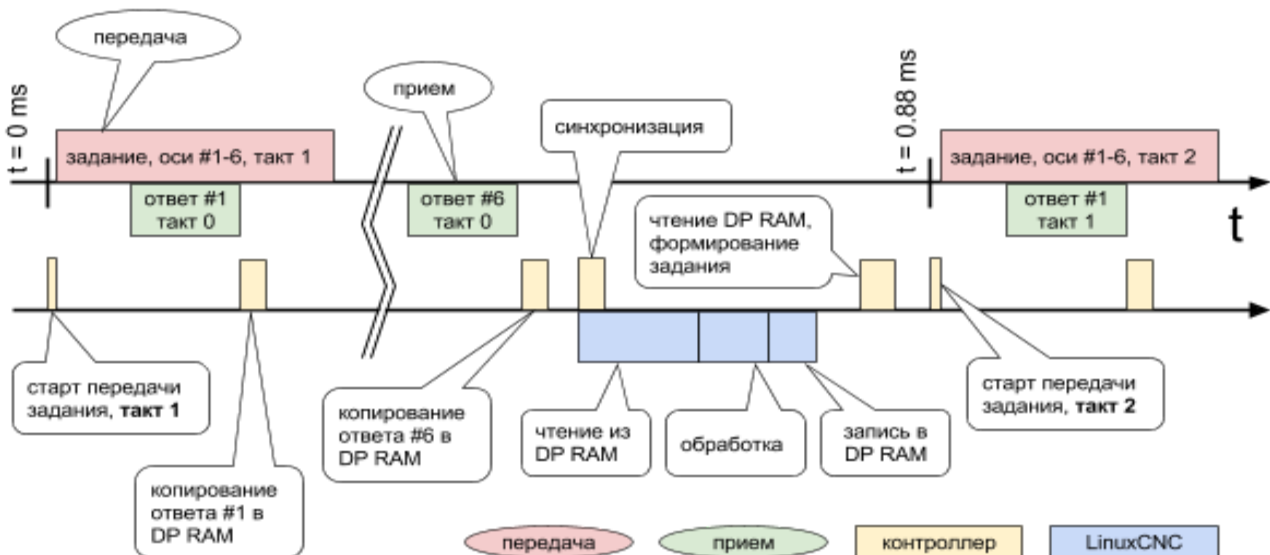 передача
прием
t = 0 ms
синхронизация
t = 0.88 ms
задание, оси #1-6, такт 1
задание, оси #1-6, такт 2
ответ #1
такт 0
ответ #6
такт 0
ответ #1
такт 1
t
чтение DP RAM,
формирование
задания
старт передачи
задания, такт 1
копирование
ответа #1 в
DP RAM
копирование
ответа #6 в
DP RAM
чтение из
DP RAM
обработка
запись в
DP RAM
старт передачи
задания, такт 2
передача
прием
контроллер
LinuxCNC